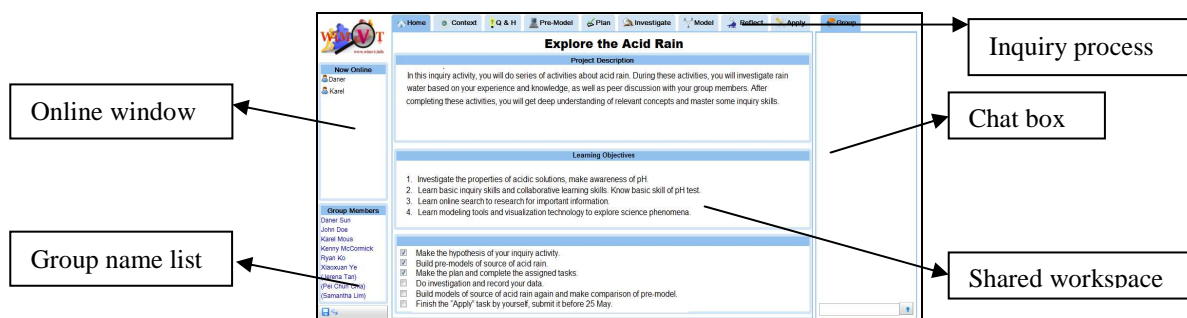 Home Context Q & H Pre-Model Plan Investigate Model Reflect Apply Group
WiMVT
www.wimvt.info
Explore the Acid Rain
Project Description
In this inquiry activity, you will do series of activities about acid rain. During these activities, you will investigate rain
water based on your experience and knowledge, as well as peer discussion with your group members. After
completing these activities, you will get deep understanding of relevant concepts and master some inquiry skills.
Now Online
Daner
Karel
Learning Objectives
1. Investigate the properties of acidic solutions, make awareness of pH.
2. Learn basic inquiry skills and collaborative learning skills. Know basic skill of pH test.
3. Learn online search to research for important information.
4. Learn modeling tools and visualization technology to explore science phenomena.
Group Members
Daner Sun
John Doe
Karel Mous
Kenny McCormick
Ryan Ko
Xiaoxuan Ye
(Jerena Tan)
(Pei Chun Chia)
(Samantha Lim)
Make the hypothesis of your inquiry activity.
Build pre-models of source of acid rain.
Make the plan and complete the assigned tasks.
Do investigation and record your data.
Build models of source of acid rain again and make comparison of pre-model.
Finish the "Apply" task by yourself, submit it before 25 May.
Online window
Group name list
Inquiry process
Chat box
Shared workspace